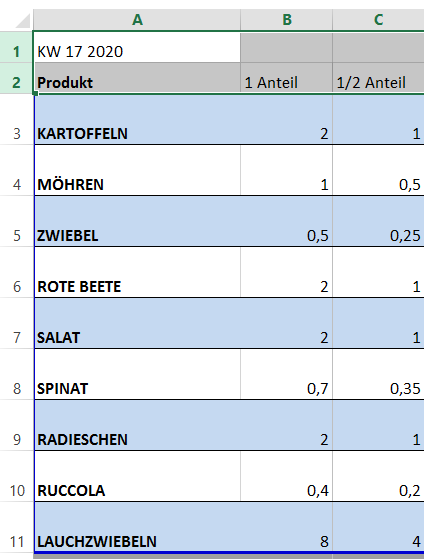 A B C
1 KW 17 2020
2 Produkt 1 Anteil 1/2 Anteil
3 KARTOFFELN 2 1
4 MÖHREN 1 0,5
5 ZWIEBEL 0,5 0,25
6 ROTE BEETE 2 1
7 SALAT 2 1
8 SPINAT 0,7 0,35
9 RADIESCHEN 2 1
10 RUCCOLA 0,4 0,2
11 LAUCHZWIEBELN 8 4